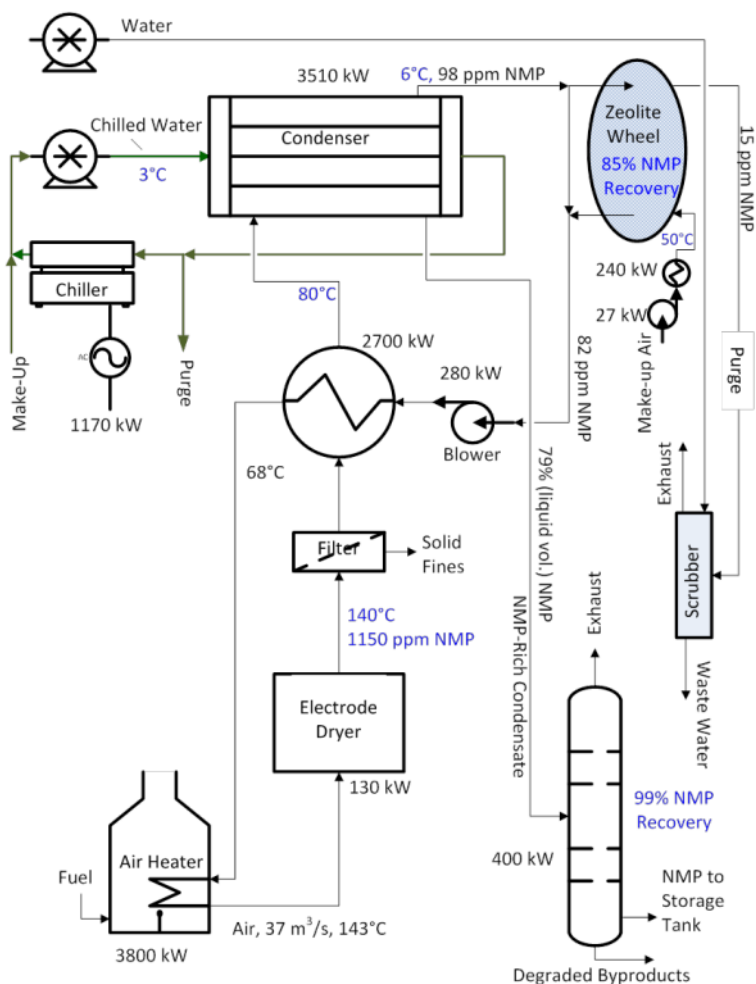 Water
3510 kW
6°C, 98 ppm NMP
Condenser
Zeolite
Wheel
85% NMP
Recovery
15 ppm NMP
Chilled Water
3°C
50°C
240 kW
27 kW
Chiller
80°C
2700 kW
280 kW
Blower
82 ppm NMP
Make-up Air
Purge
AC
Make-Up
Purge
1170 kW
68°C
79% (liquid vol.) NMP
NMP-Rich Condensate
Exhaust
Filter
Solid
Fines
Scrubber
140°C
1150 ppm NMP
Exhaust
Waste Water
Electrode
Dryer
130 kW
99% NMP
Recovery
400 kW
Air Heater
Fuel
NMP to
Storage
Tank
Air, 37 m³/s, 143°C
3800 kW
Degraded Byproducts